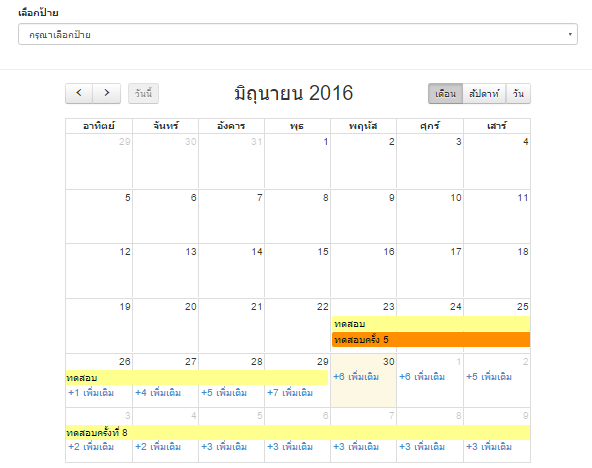 เลือกป้าย
กรุณาเลือกป้าย
วันนี้ มิถุนายน 2016 เดือน สัปดาห์ วัน
อาทิตย์ จันทร์ อังคาร พุธ พฤหัส ศุกร์ เสาร์
29 30 31 1 2 3 4
5 6 7 8 9 10 11
12 13 14 15 16 17 18
19 20 21 22 23 24 25
ทดสอบ
ทดสอบครั้ง 5
26 27 28 29 30 1 2
ทดสอบ +6 เพิ่มเติม +6 เพิ่มเติม +5 เพิ่มเติม
+1 เพิ่มเติม +4 เพิ่มเติม +5 เพิ่มเติม +7 เพิ่มเติม
3 4 5 6 7 8 9
ทดสอบครั้งที่ 8
+2 เพิ่มเติม +2 เพิ่มเติม +3 เพิ่มเติม +3 เพิ่มเติม +3 เพิ่มเติม +3 เพิ่มเติม +3 เพิ่มเติม